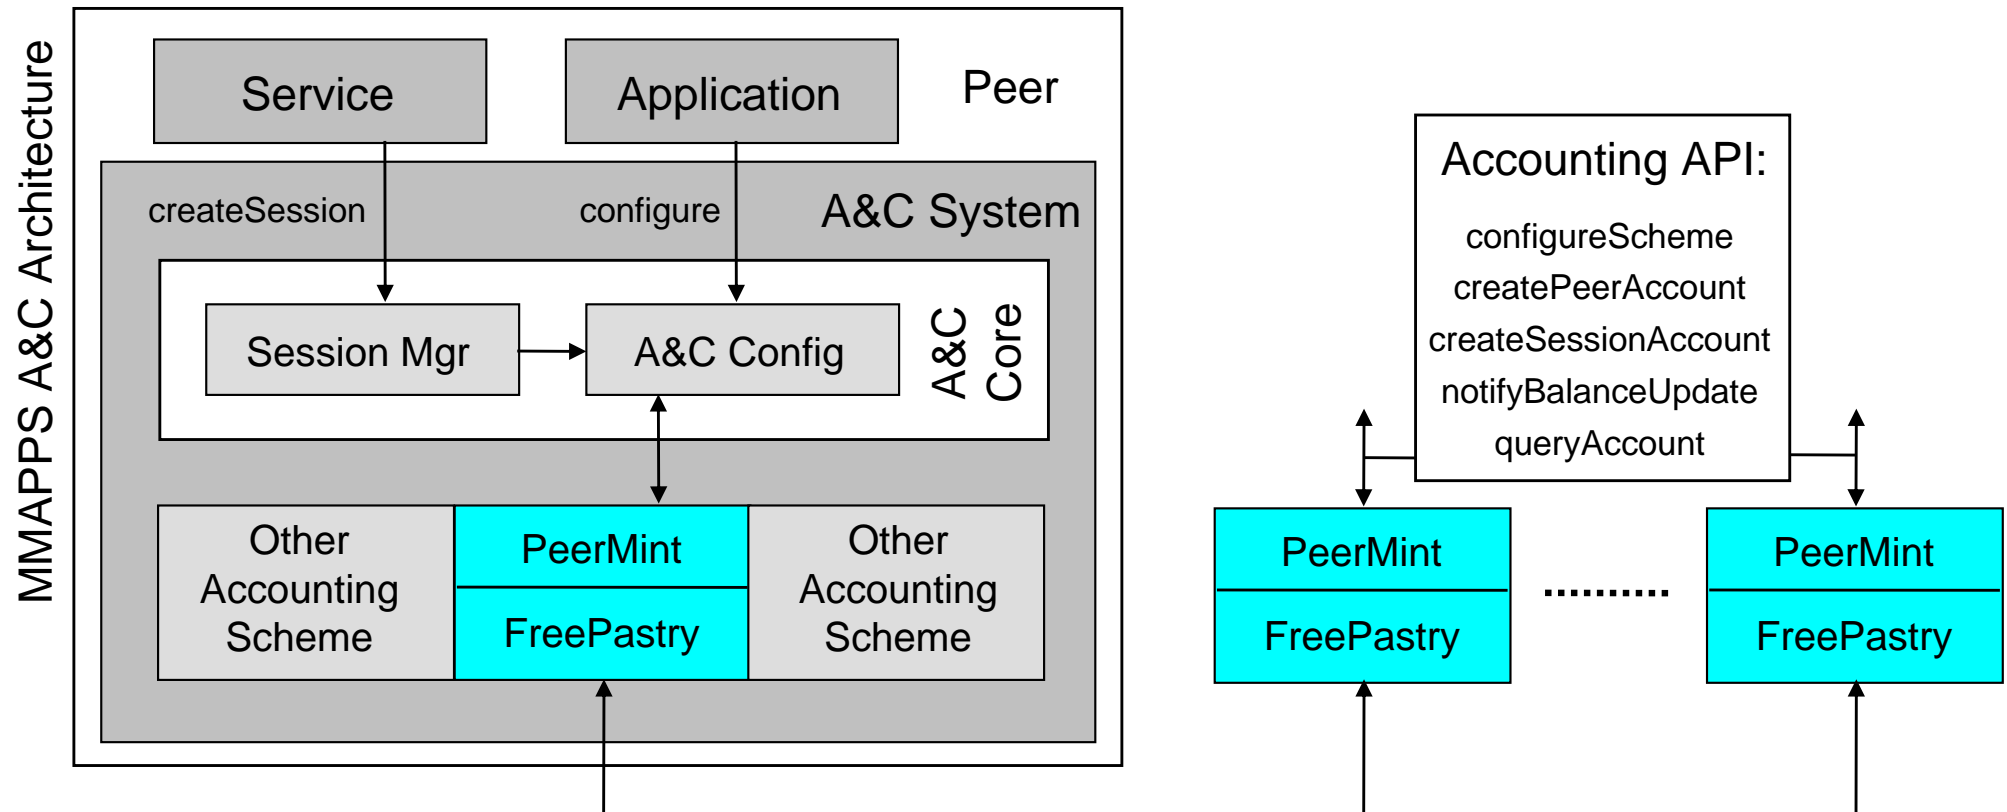 MMAPPS A&C Architecture
Service
Application
Peer
createSession
configure
A&C System
Session Mgr
A&C Config
A&C
Core
Other
Accounting
Scheme
PeerMint
FreePastry
Other
Accounting
Scheme
Accounting API:
configureScheme
createPeerAccount
createSessionAccount
notifyBalanceUpdate
queryAccount
PeerMint
FreePastry
PeerMint
FreePastry